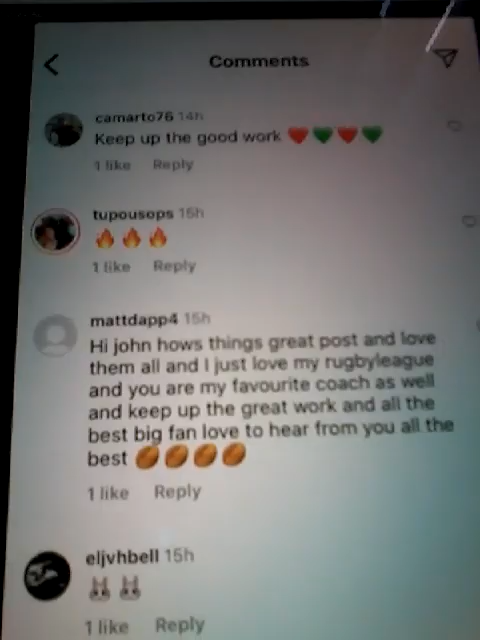 Comments
camarto76 14h
Keep up the good work ❤️💚❤️💚
1 like Reply
tupousops 15h
🔥🔥🔥
1 like Reply
mattdapp4 15h
Hi john hows things great post and love
them all and I just love my rugbyleague
and you are my favourite coach as well
and keep up the great work and all the
best big fan love to hear from you all the
best 🏉🏉🏉🏉
1 like Reply
eljvhbell 15h
🐰🐰
1 like Reply